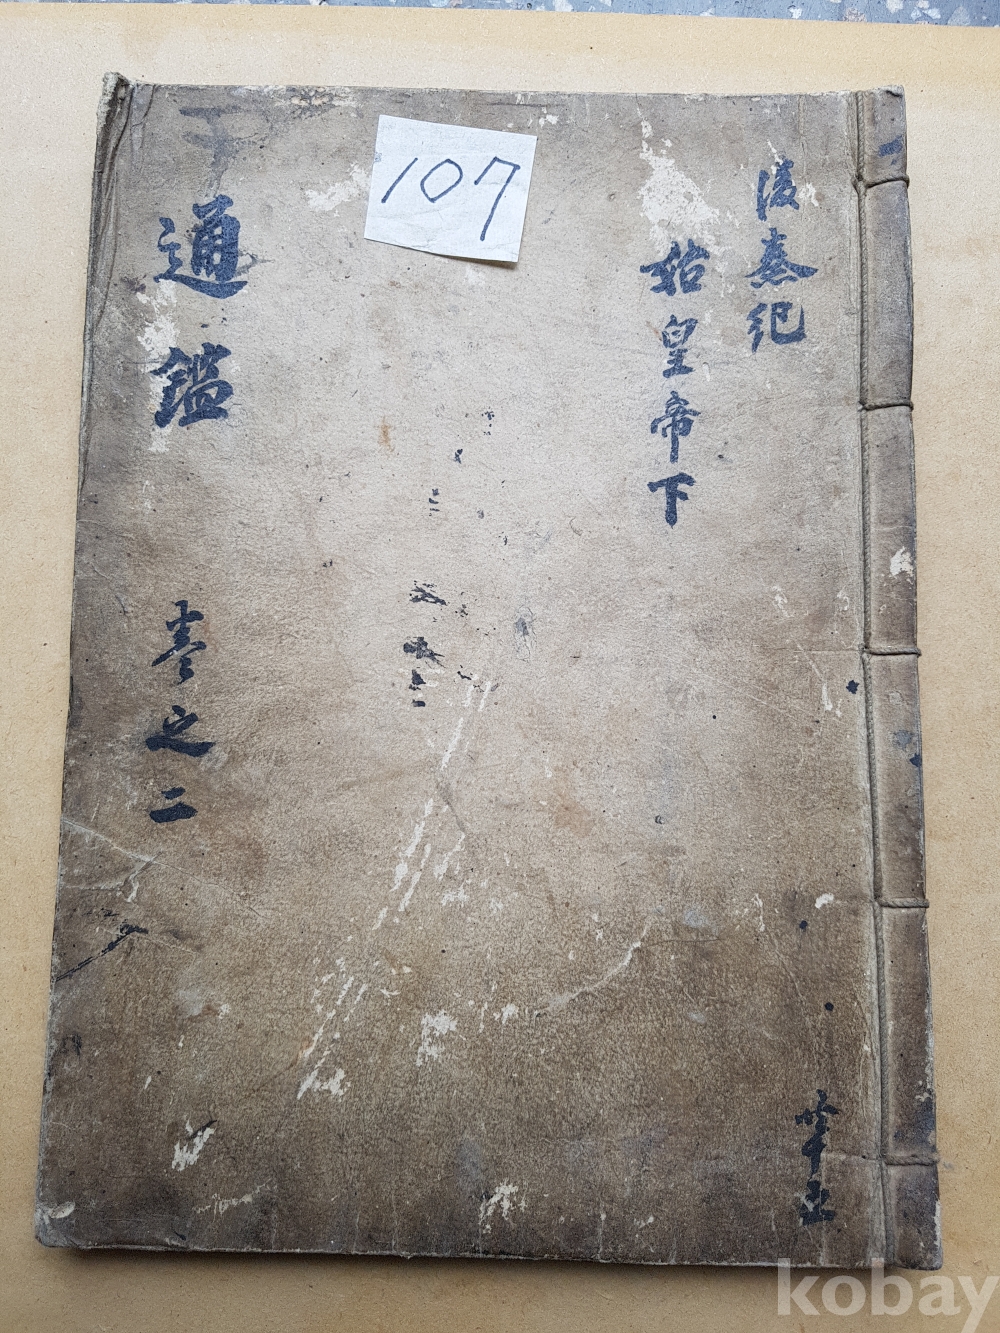 107
後秦紀
始皇帝下
通鑑 卷之二
kobay